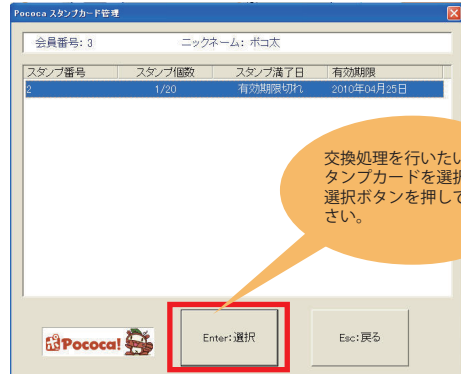 Pococa スタンプカード管理
会員番号: 3 ニックネーム: ポコ太
スタンプ番号 スタンプ個数 スタンプ満了日 有効期限
2 1/20 有効期限切れ 2010年04月25日
交換処理を行いたい
タンプカードを選択
選択ボタンを押して
さい。
Pococa!
Enter:選択
Esc:戻る